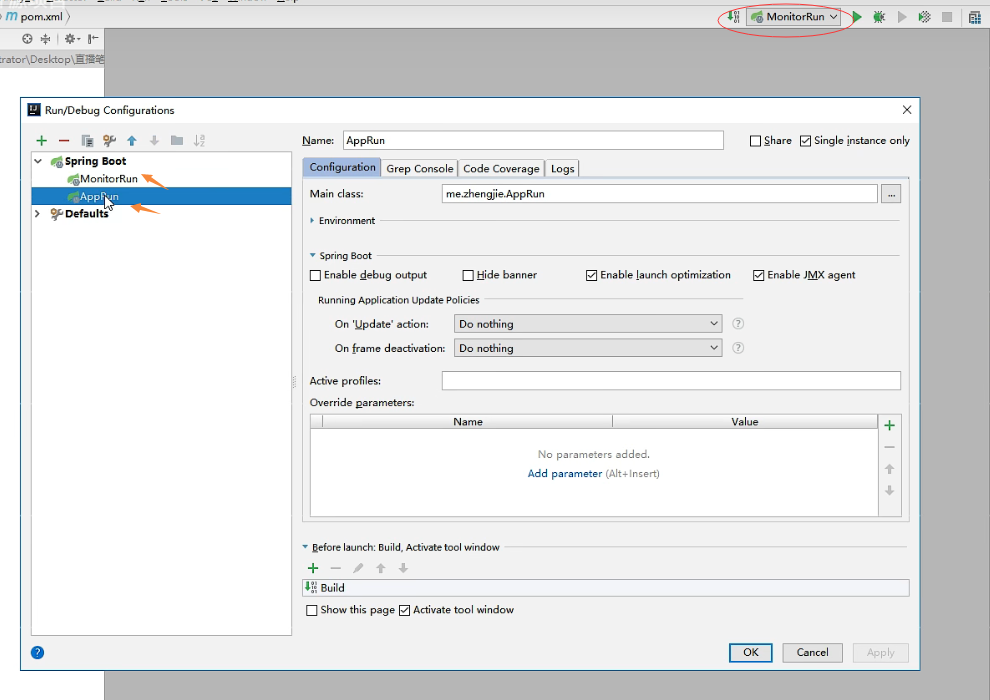 pom.xml
MonitorRun
trator\Desktop\直播笔
Run/Debug Configurations
Name: AppRun Share Single instance only
Spring Boot
MonitorRun
AppRun
Defaults
Configuration Grep Console Code Coverage Logs
Main class: me.zhengjie.AppRun ...
Environment
Spring Boot
Enable debug output Hide banner Enable launch optimization Enable JMX agent
Running Application Update Policies
On 'Update' action: Do nothing ?
On frame deactivation: Do nothing ?
Active profiles:
Override parameters:
Name Value
No parameters added.
Add parameter (Alt+Insert)
Before launch: Build, Activate tool window
Build
Show this page Activate tool window
? OK Cancel Apply